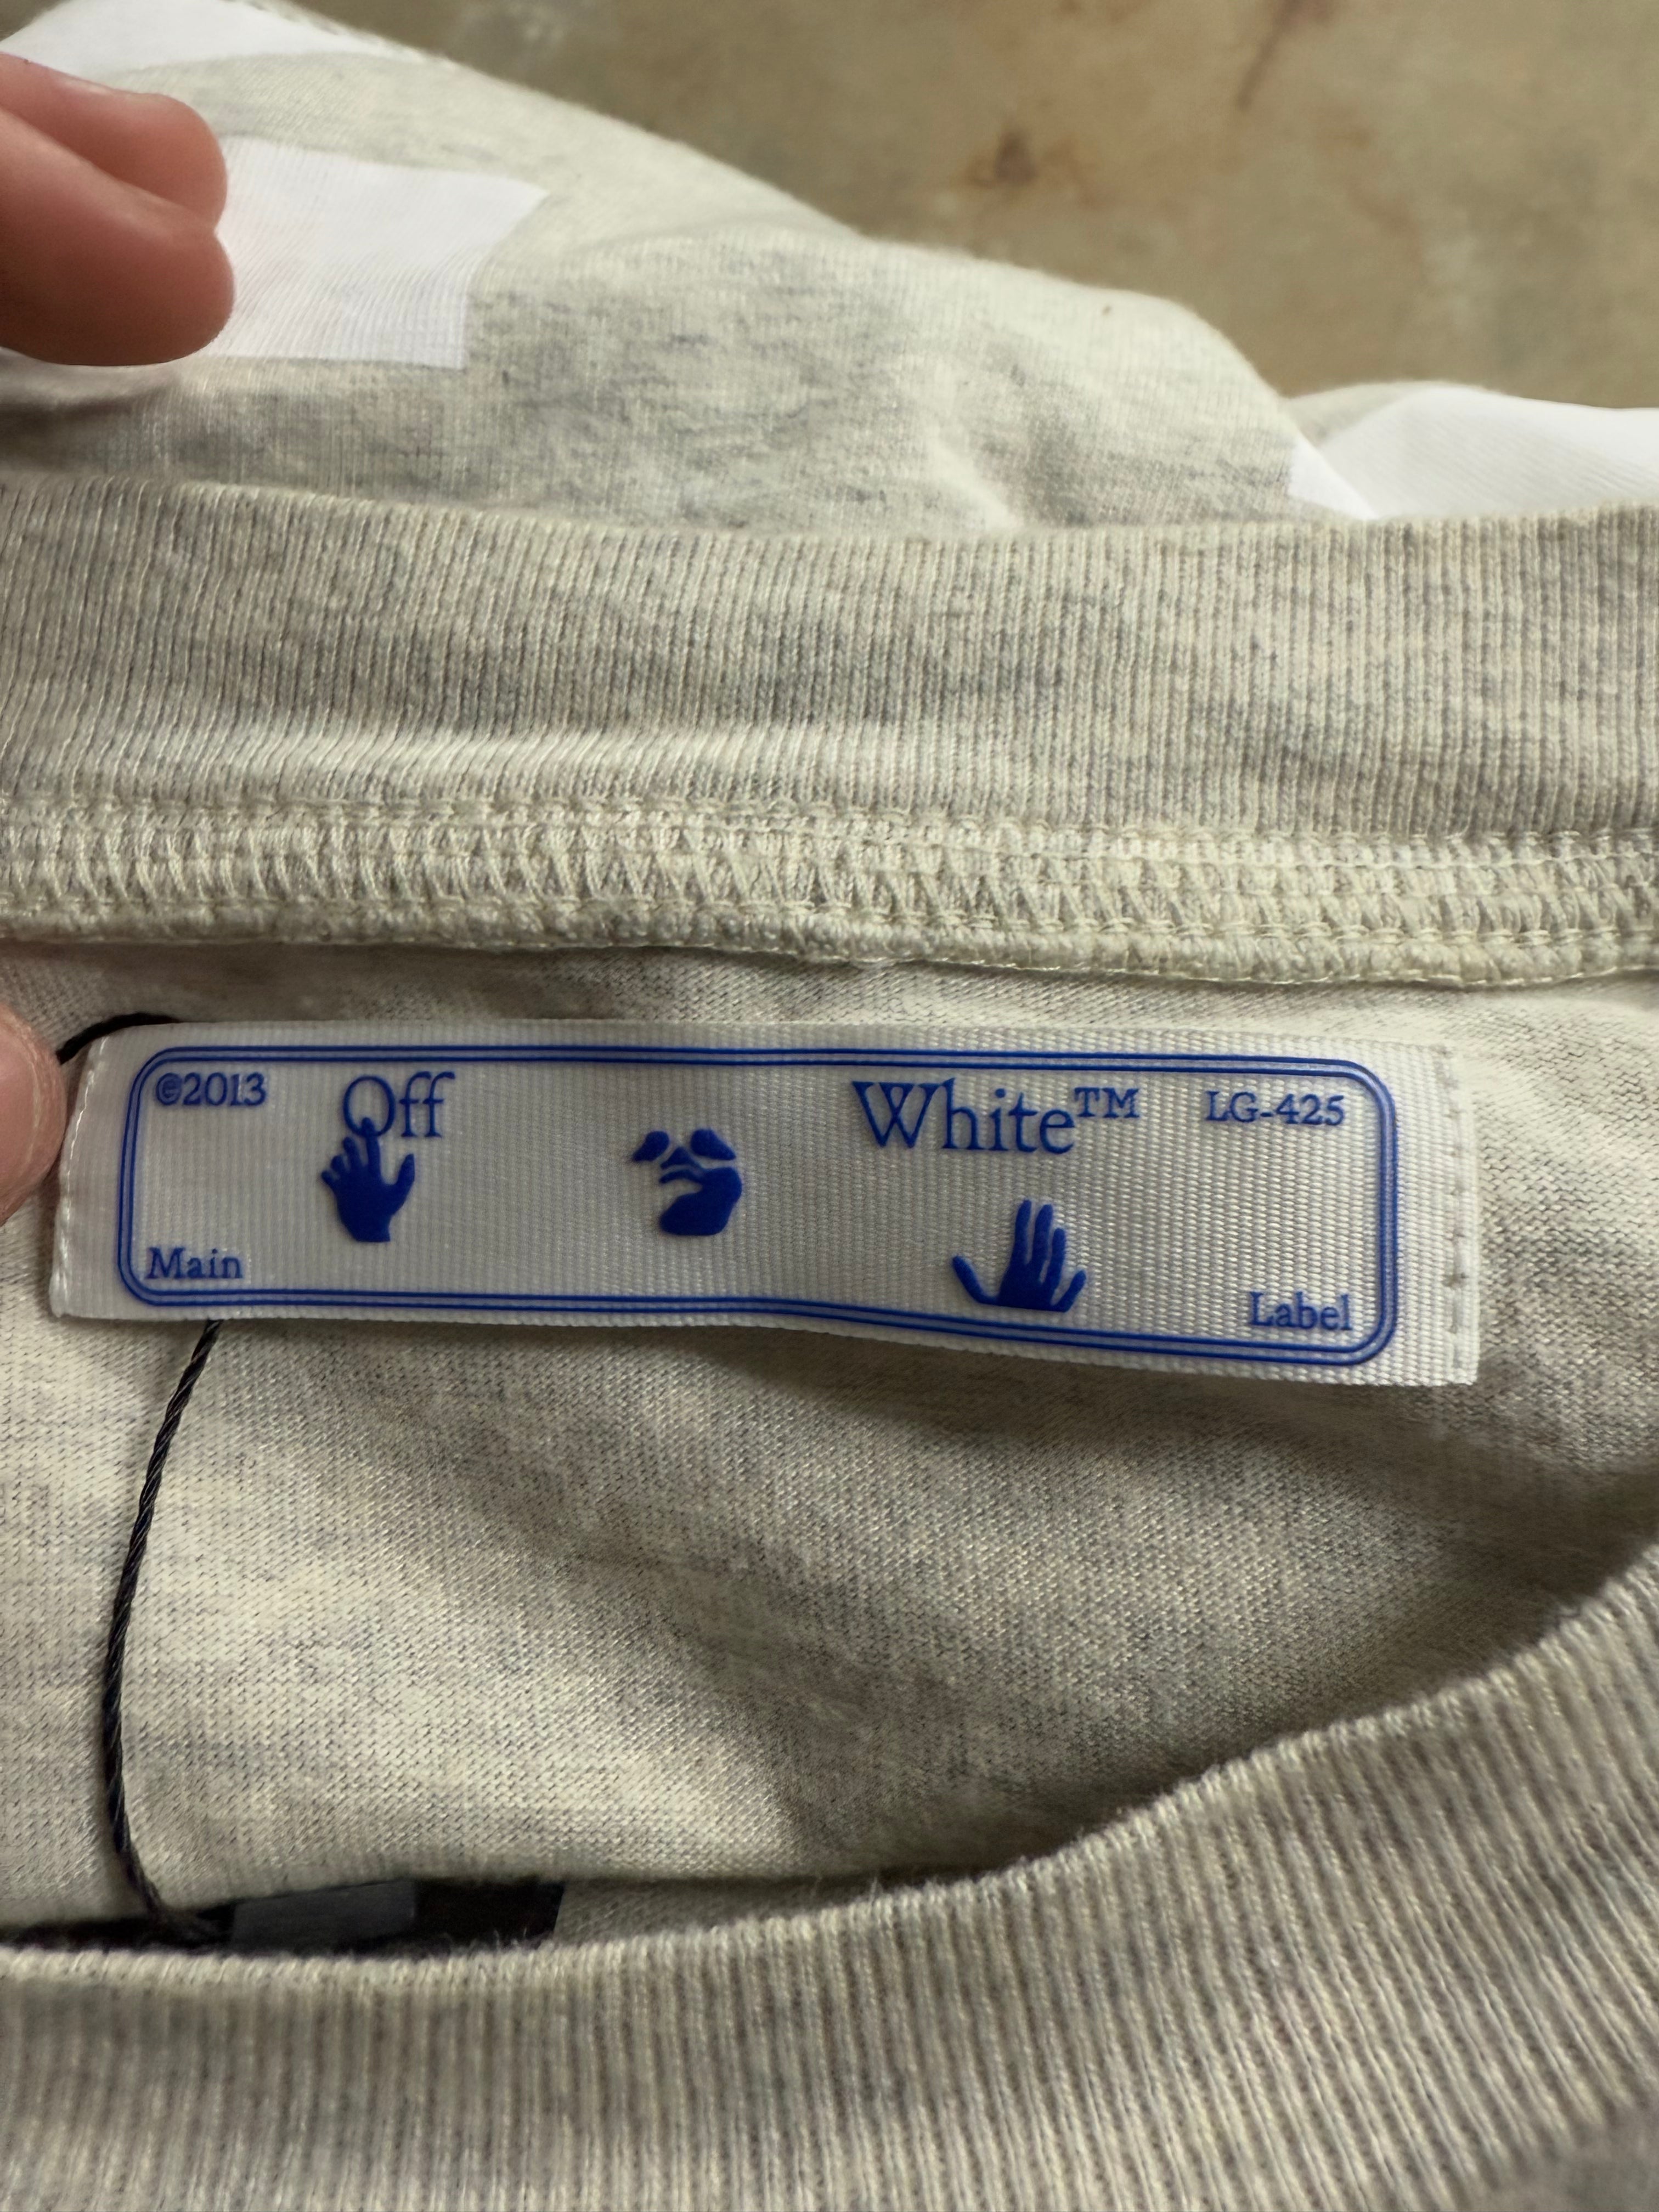 ©2013 Off White™ LG-425
Main Label